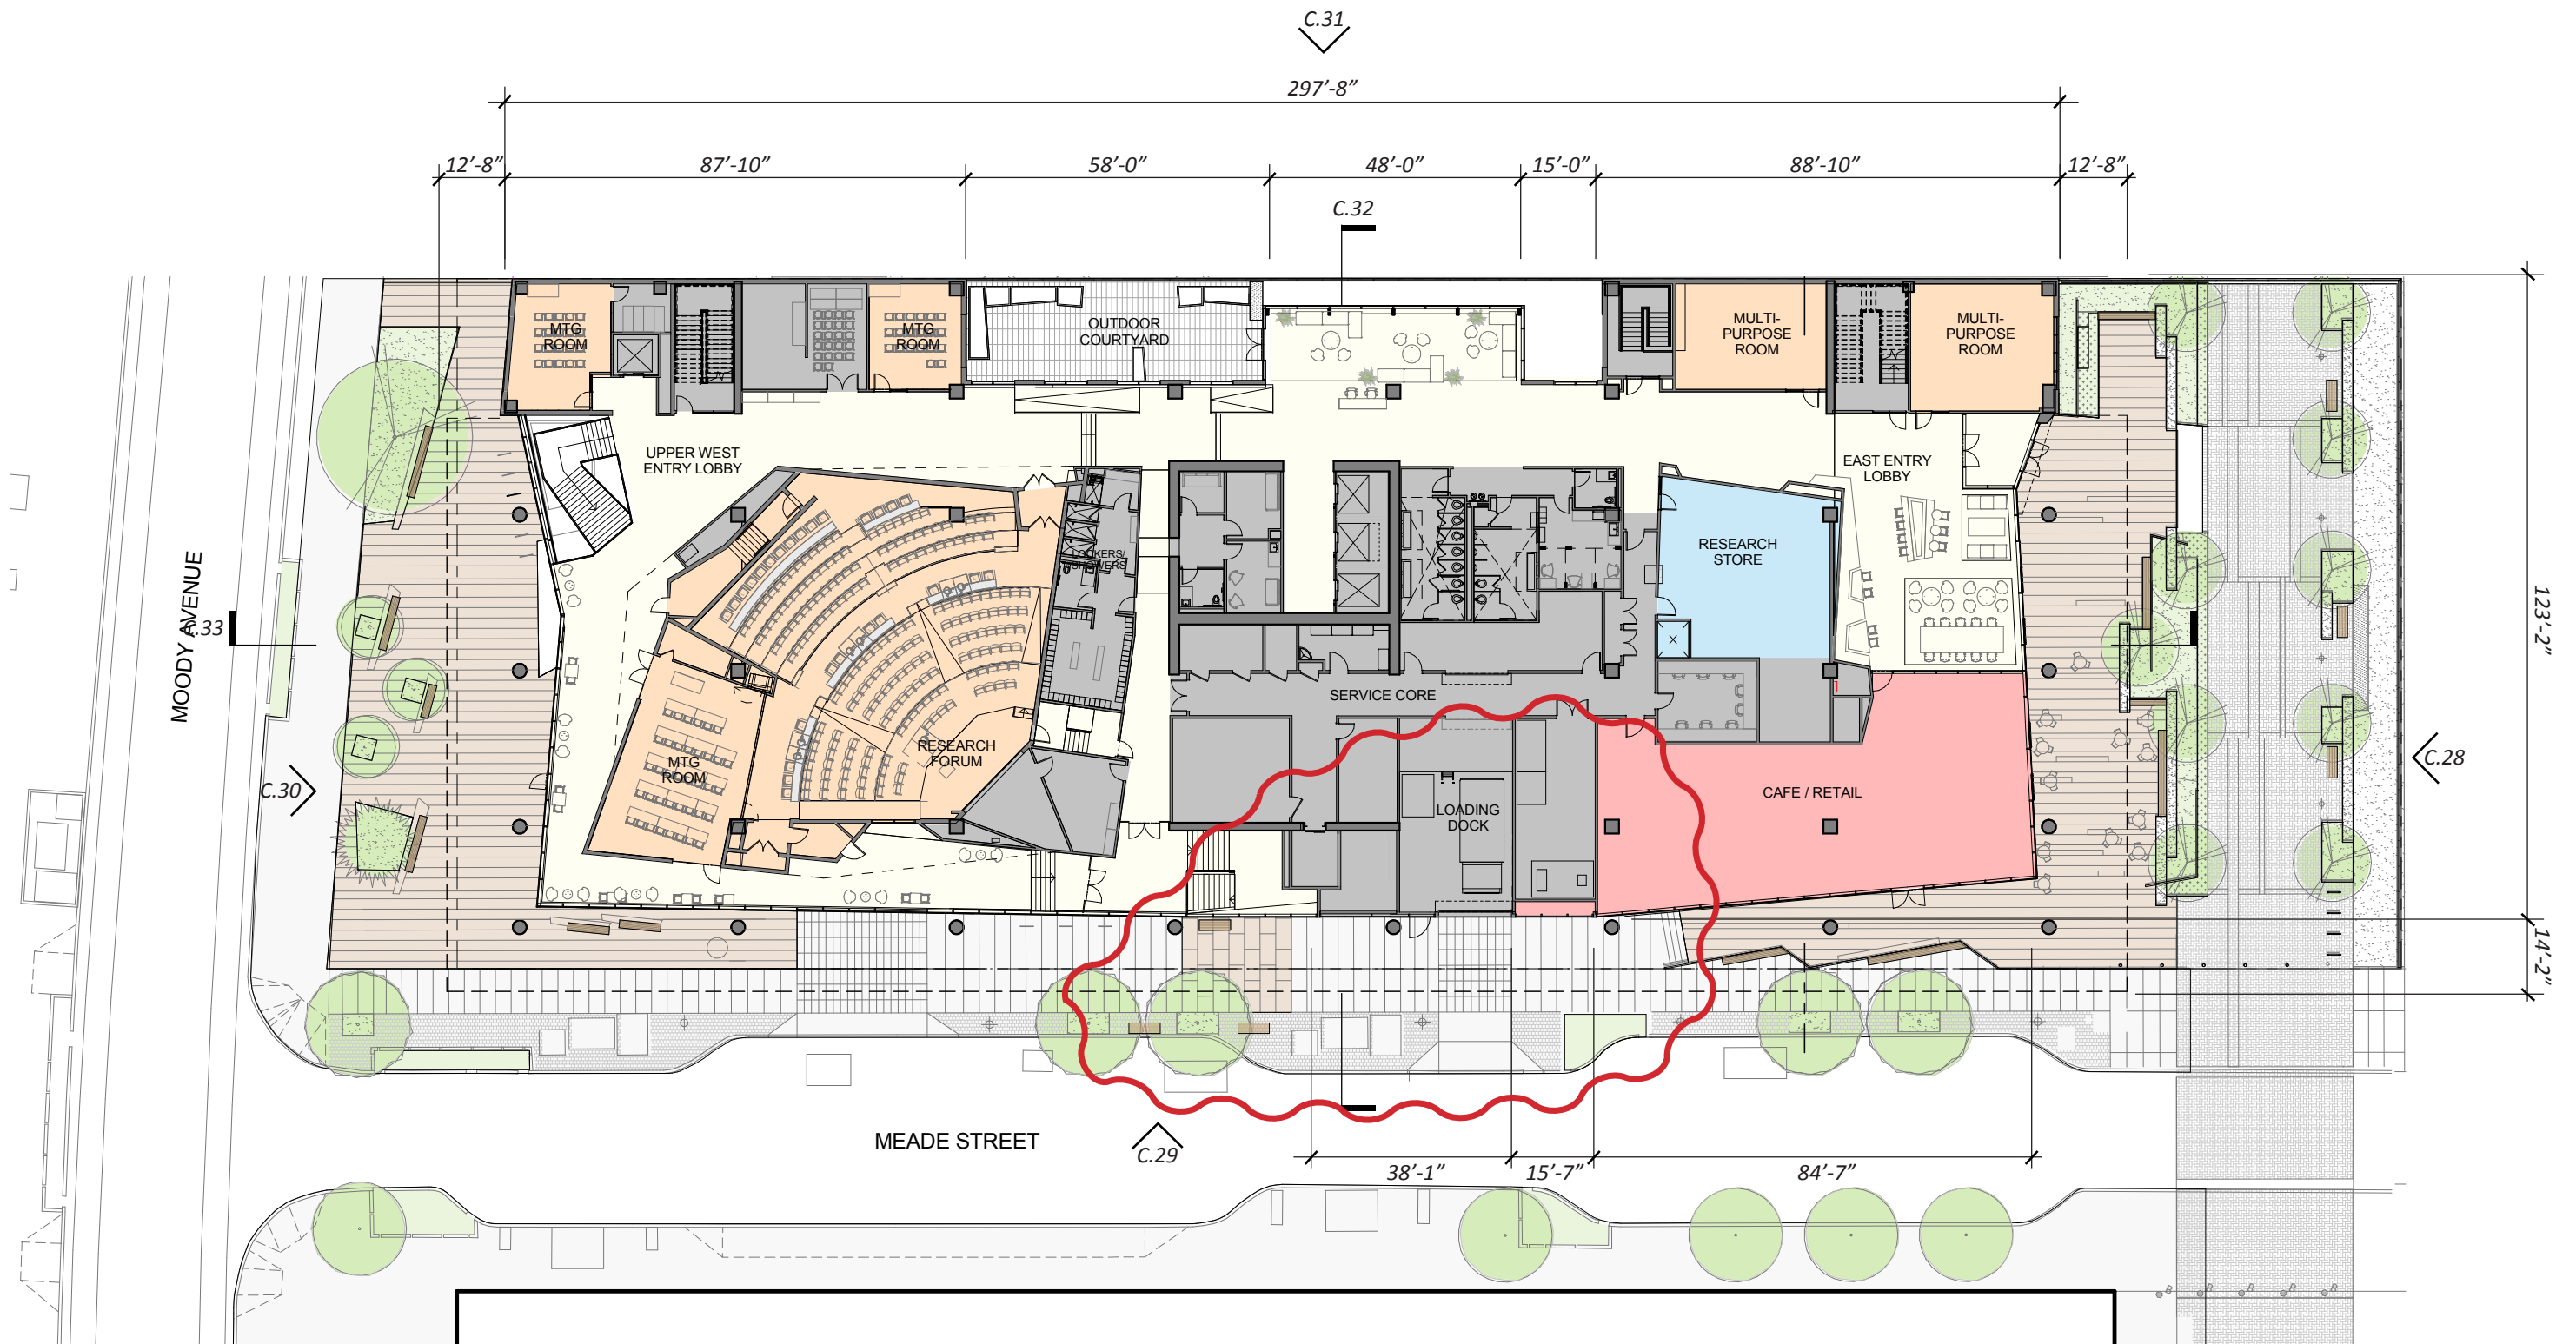 C.31
297'-8"
12'-8"
87'-10"
58'-0"
48'-0"
15'-0"
88'-10"
12'-8"
C.32
MTG
ROOM
MTG
ROOM
OUTDOOR
COURTYARD
MULTI-
PURPOSE
ROOM
MULTI-
PURPOSE
ROOM
UPPER WEST
ENTRY LOBBY
EAST ENTRY
LOBBY
LOCKERS/
SHOWERS
RESEARCH
STORE
MOODY AVENUE
C.33
123'-2"
SERVICE CORE
RESEARCH
FORUM
MTG
ROOM
C.30
LOADING
DOCK
CAFE / RETAIL
C.28
14'-2"
MEADE STREET
C.29
38'-1"
15'-7"
84'-7"